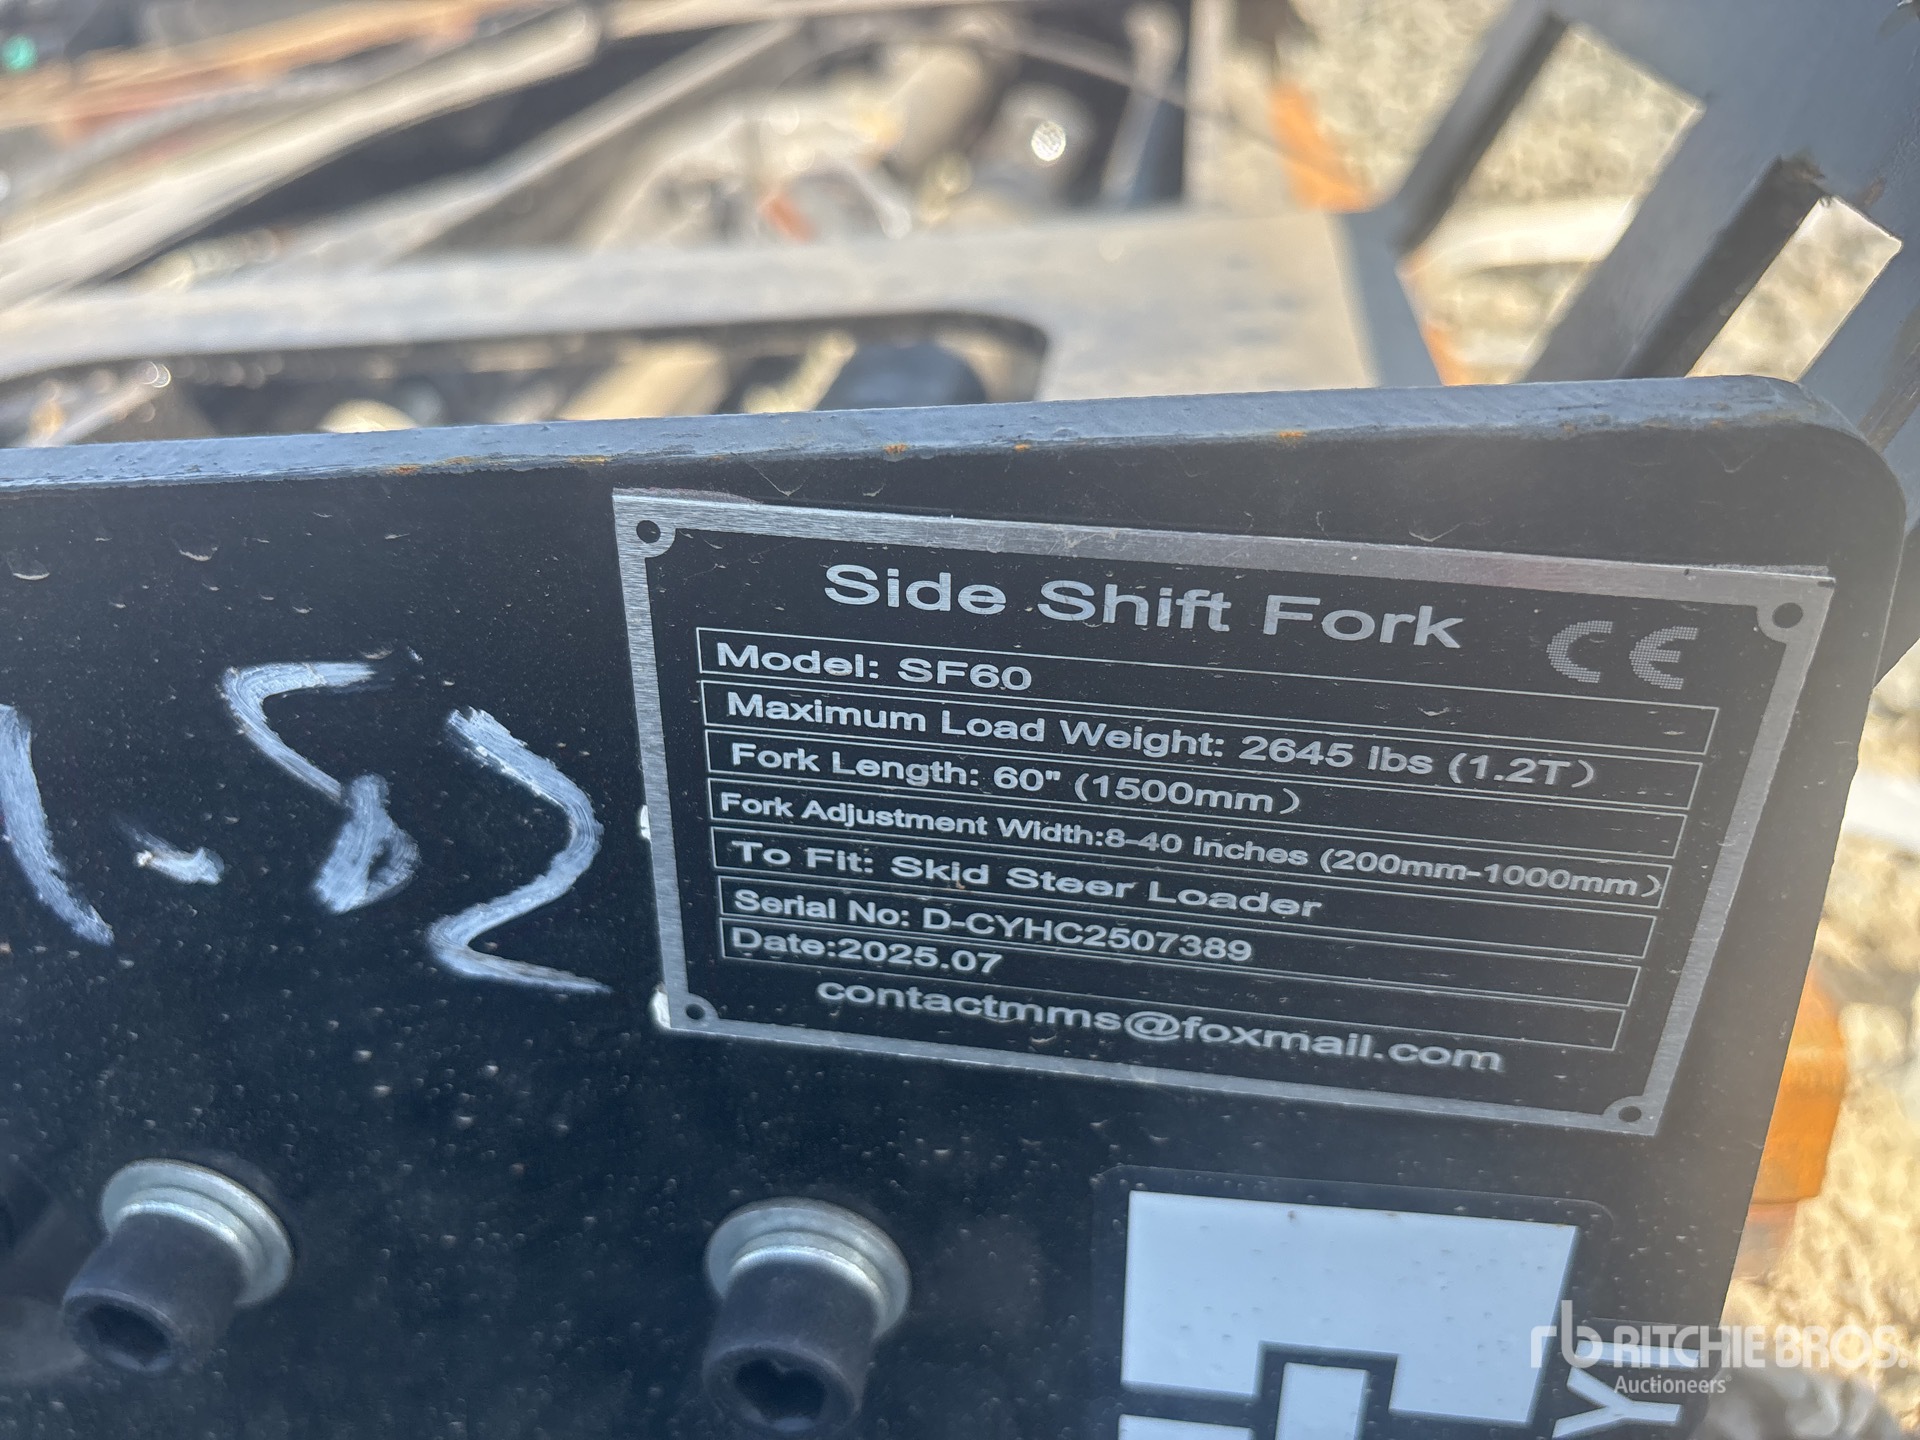 Side Shift Fork
CE
Model: SF60
Maximum Load Weight: 2645 lbs (1.2T)
Fork Length: 60" (1500mm)
Fork Adjustment Width:8-40 inches (200mm-1000mm)
To Fit: Skid Steer Loader
Serial No: D-CYHC2507389
Date:2025.07
contactmms@foxmail.com
Y
rb RITCHIE BROS.
Auctioneers